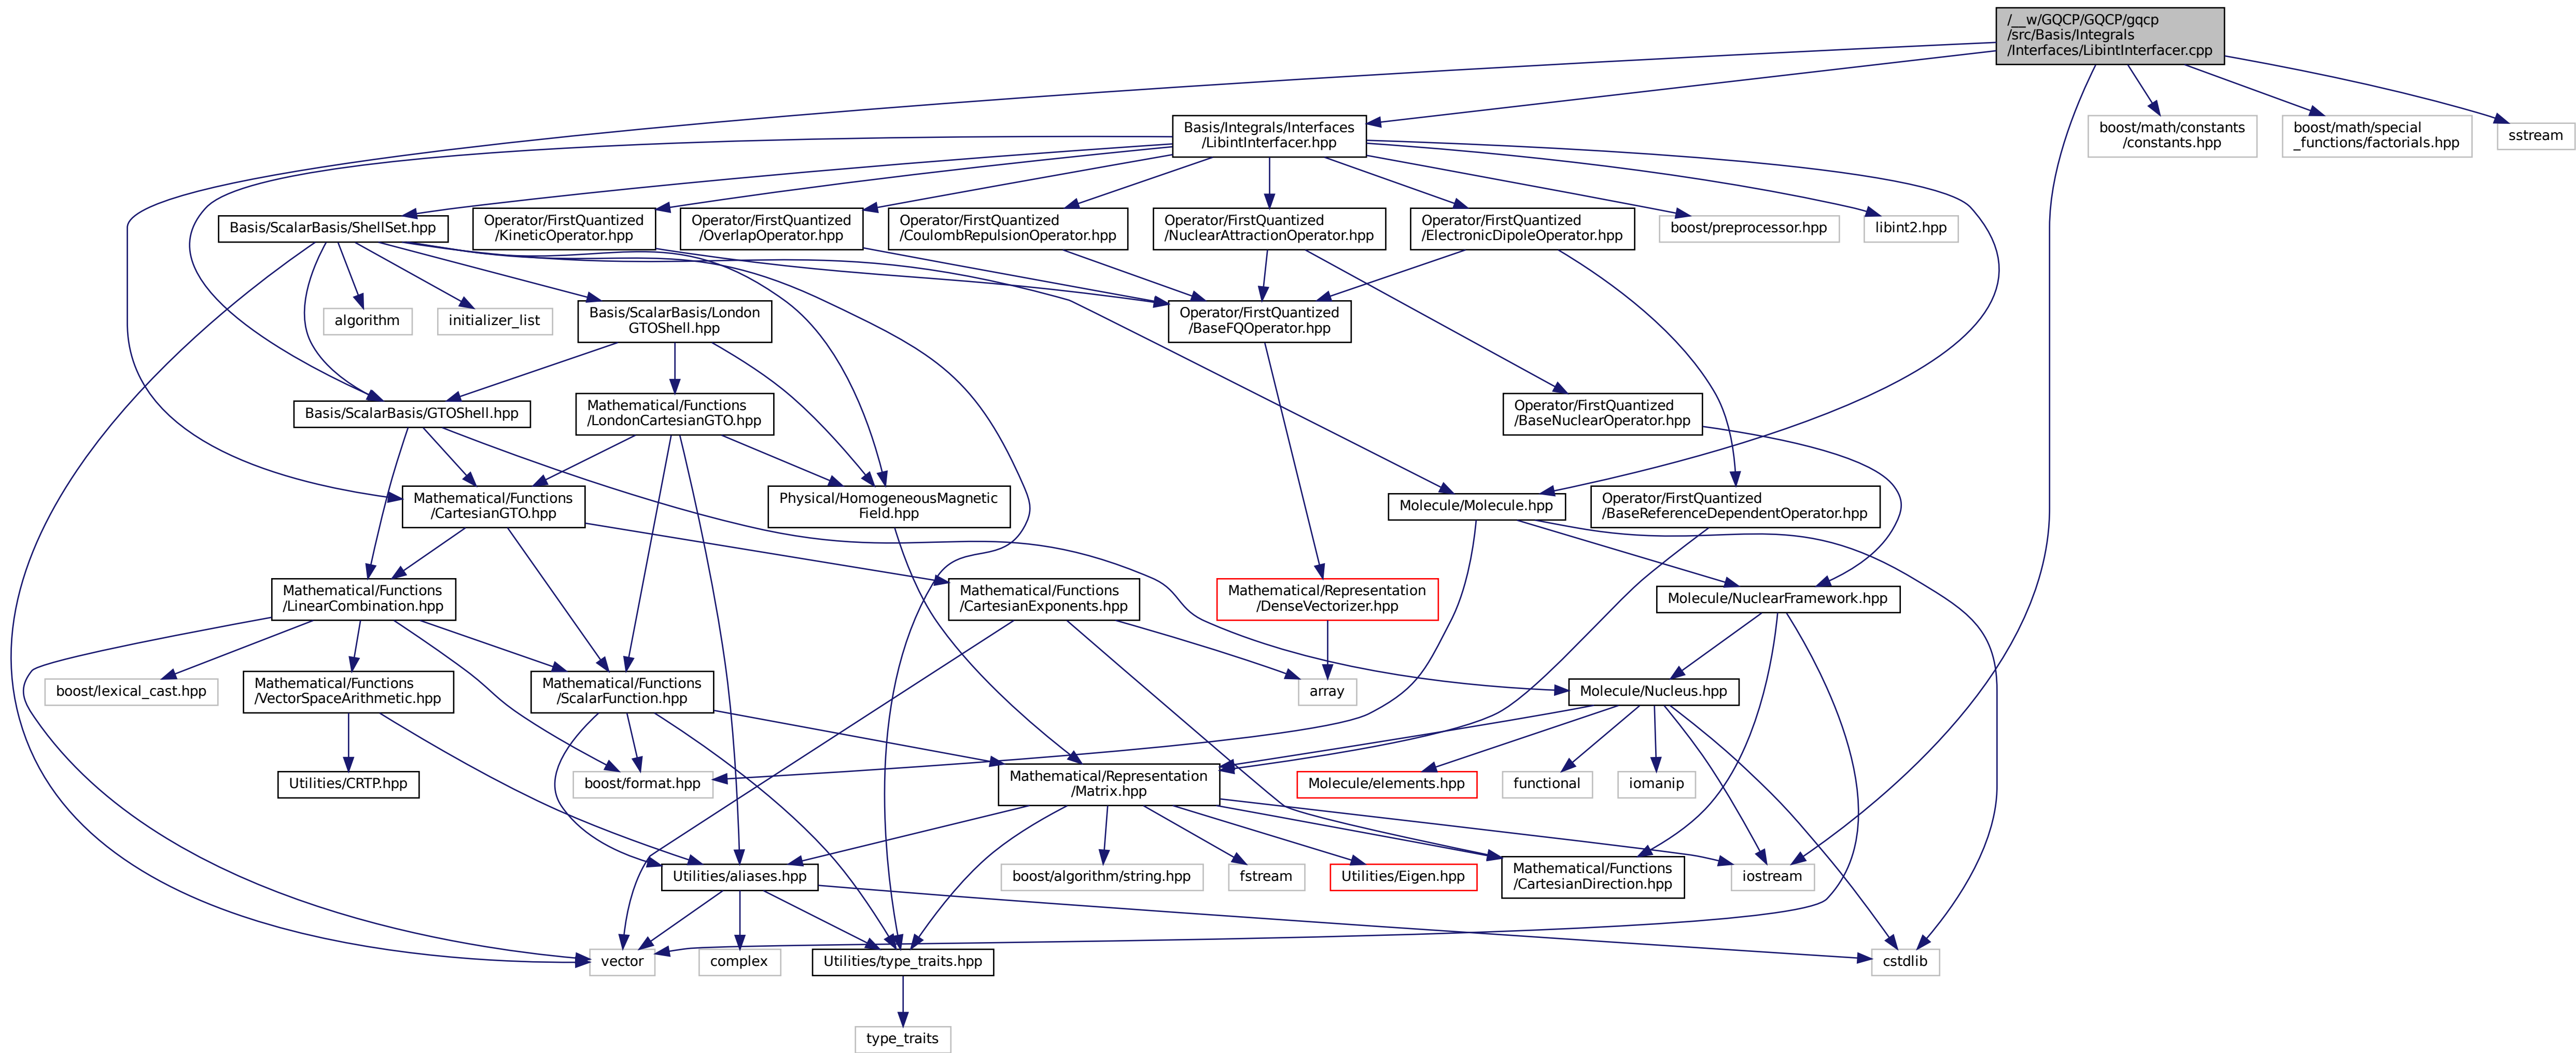 /__w/GQCP/GQCP/gqcp
/src/Basis/Integrals
/Interfaces/LibintInterfacer.cpp
Basis/Integrals/Interfaces
/LibintInterfacer.hpp
boost/math/constants
/constants.hpp
boost/math/special
_functions/factorials.hpp
sstream
Basis/ScalarBasis/ShellSet.hpp
Operator/FirstQuantized
/KineticOperator.hpp
Operator/FirstQuantized
/OverlapOperator.hpp
Operator/FirstQuantized
/CoulombRepulsionOperator.hpp
Operator/FirstQuantized
/NuclearAttractionOperator.hpp
Operator/FirstQuantized
/ElectronicDipoleOperator.hpp
boost/preprocessor.hpp
libint2.hpp
algorithm
initializer_list
Basis/ScalarBasis/London
GTOShell.hpp
Operator/FirstQuantized
/BaseFQOperator.hpp
Basis/ScalarBasis/GTOShell.hpp
Mathematical/Functions
/LondonCartesianGTO.hpp
Operator/FirstQuantized
/BaseNuclearOperator.hpp
Mathematical/Functions
/CartesianGTO.hpp
Physical/HomogeneousMagnetic
Field.hpp
Molecule/Molecule.hpp
Operator/FirstQuantized
/BaseReferenceDependentOperator.hpp
Mathematical/Functions
/LinearCombination.hpp
Mathematical/Functions
/CartesianExponents.hpp
Mathematical/Representation
/DenseVectorizer.hpp
Molecule/NuclearFramework.hpp
boost/lexical_cast.hpp
Mathematical/Functions
/VectorSpaceArithmetic.hpp
Mathematical/Functions
/ScalarFunction.hpp
array
Molecule/Nucleus.hpp
Utilities/CRTP.hpp
boost/format.hpp
Mathematical/Representation
/Matrix.hpp
Molecule/elements.hpp
functional
iomanip
Utilities/aliases.hpp
boost/algorithm/string.hpp
fstream
Utilities/Eigen.hpp
Mathematical/Functions
/CartesianDirection.hpp
iostream
vector
complex
Utilities/type_traits.hpp
cstdlib
type_traits